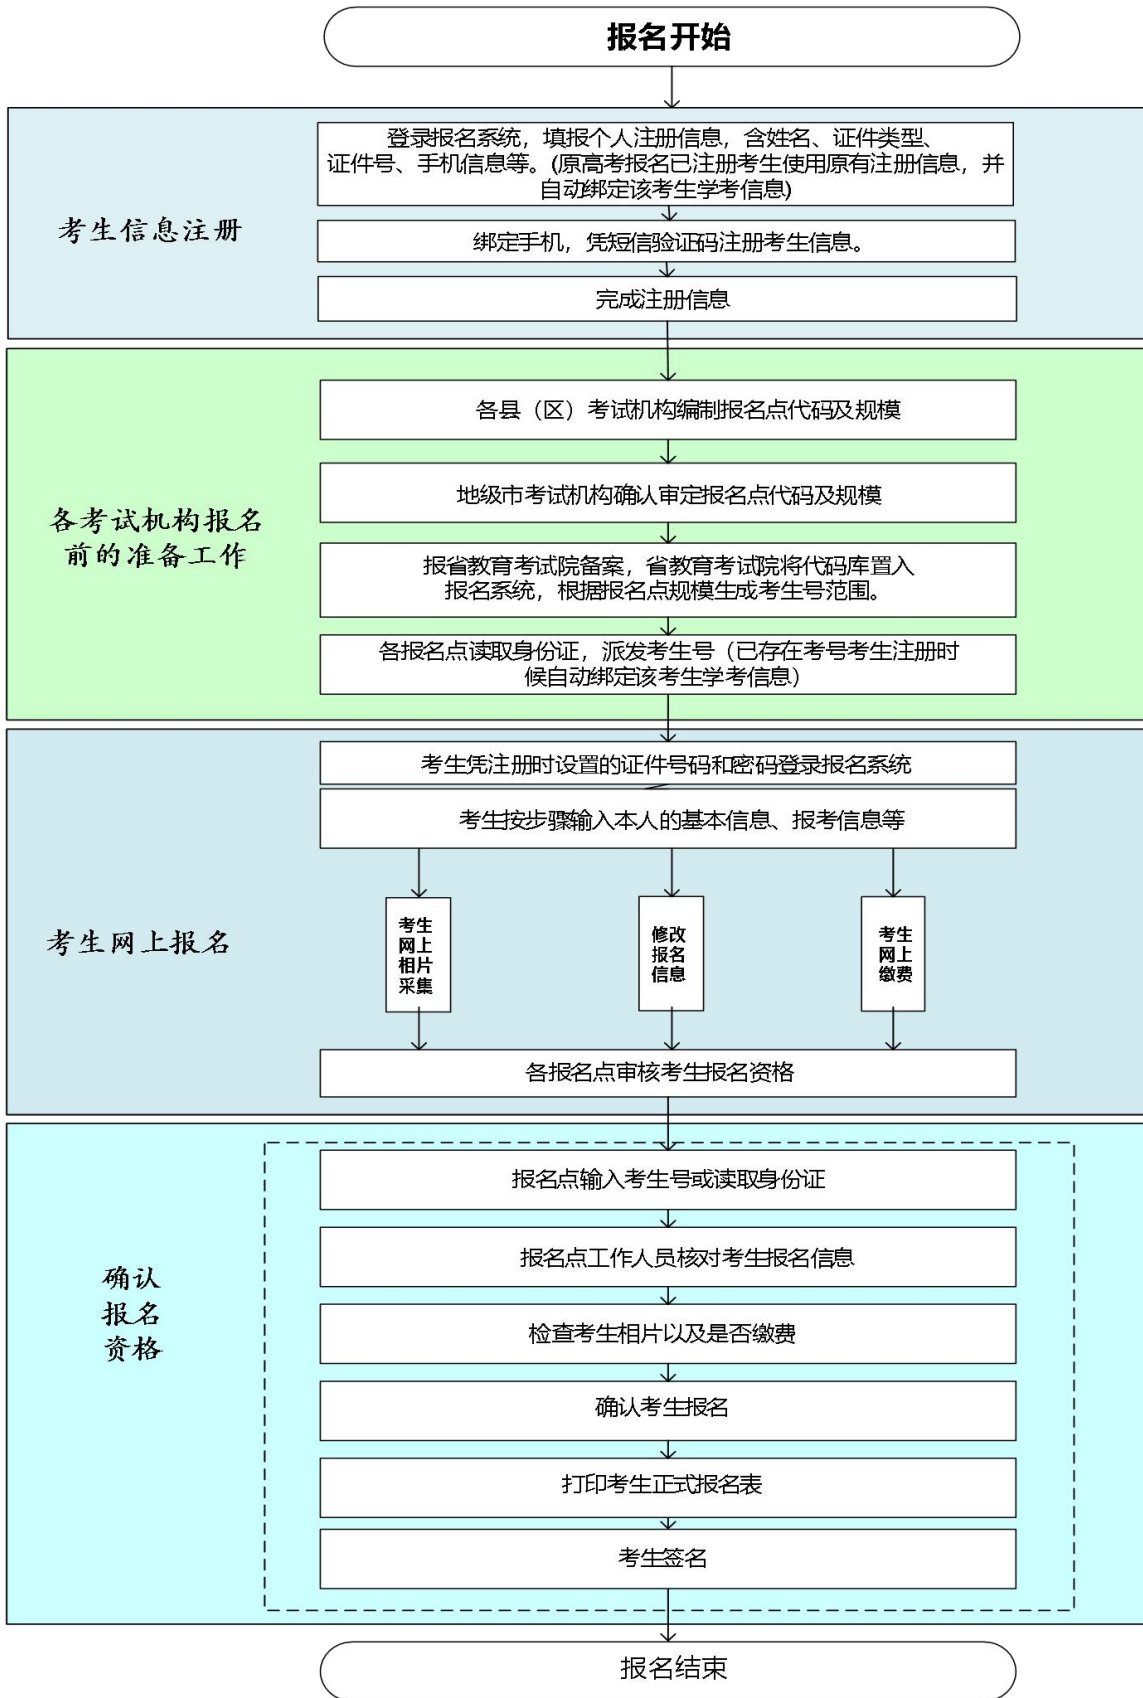 报名开始
考生信息注册
登录报名系统，填报个人注册信息，含姓名、证件类型、
证件号、手机信息等。(原高考报名已注册考生使用原有注册信息，并
自动绑定该考生学考信息)
绑定手机，凭短信验证码注册考生信息。
完成注册信息
各考试机构报名
前的准备工作
各县（区）考试机构编制报名点代码及规模
地级市考试机构确认审定报名点代码及规模
报省教育考试院备案，省教育考试院将代码库置入
报名系统，根据报名点规模生成考生号范围。
各报名点读取身份证，派发考生号（已存在考号考生注册时
候自动绑定该考生学考信息）
考生网上报名
考生凭注册时设置的证件号码和密码登录报名系统
考生按步骤输入本人的基本信息、报考信息等
考生
网上
相片
采集
修改
报名
信息
考生
网上
缴费
各报名点审核考生报名资格
确认
报名
资格
报名点输入考生号或读取身份证
报名点工作人员核对考生报名信息
检查考生相片以及是否缴费
确认考生报名
打印考生正式报名表
考生签名
报名结束